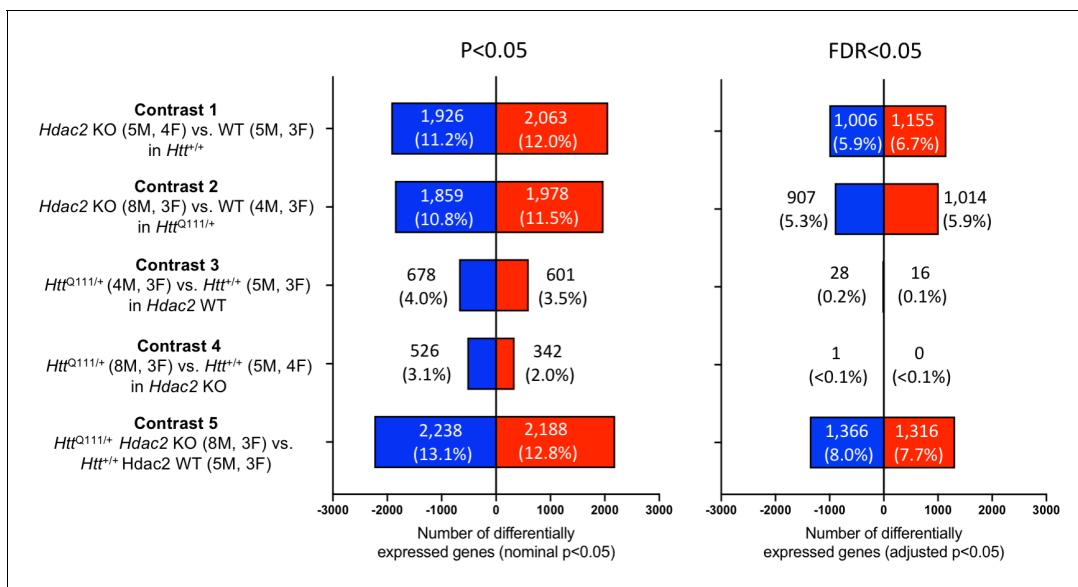 P<0.05
FDR<0.05
Contrast 1
Hdac2 KO (5M, 4F) vs. WT (5M, 3F)
in Htt+/+
1,926
(11.2%)
2,063
(12.0%)
1,006
(5.9%)
1,155
(6.7%)
Contrast 2
Hdac2 KO (8M, 3F) vs. WT (4M, 3F)
in HttQ111/+
1,859
(10.8%)
1,978
(11.5%)
907
(5.3%)
1,014
(5.9%)
Contrast 3
HttQ111/+ (4M, 3F) vs. Htt+/+ (5M, 3F)
in Hdac2 WT
678
(4.0%)
601
(3.5%)
28
(0.2%)
16
(0.1%)
Contrast 4
HttQ111/+ (8M, 3F) vs. Htt+/+ (5M, 4F)
in Hdac2 KO
526
(3.1%)
342
(2.0%)
1
(<0.1%)
0
(<0.1%)
Contrast 5
HttQ111/+ Hdac2 KO (8M, 3F) vs.
Htt+/+ Hdac2 WT (5M, 3F)
2,238
(13.1%)
2,188
(12.8%)
1,366
(8.0%)
1,316
(7.7%)
-3000 -2000 -1000 0 1000 2000 3000
Number of differentially
expressed genes (nominal p<0.05)
-3000 -2000 -1000 0 1000 2000 3000
Number of differentially
expressed genes (adjusted p<0.05)